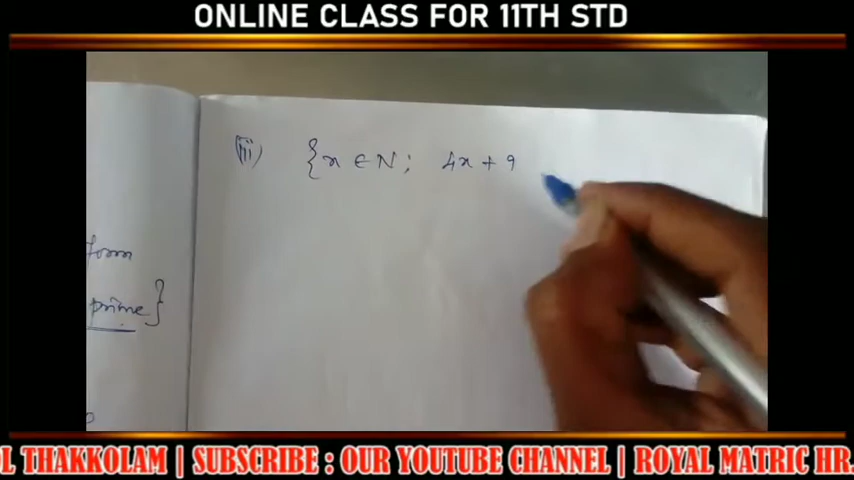 ONLINE CLASS FOR 11TH STD
iii) {x ∈ N; 4x + 9
form
prime}
L THAKKOLAM | SUBSCRIBE : OUR YOUTUBE CHANNEL | ROYAL MATRIC HR.